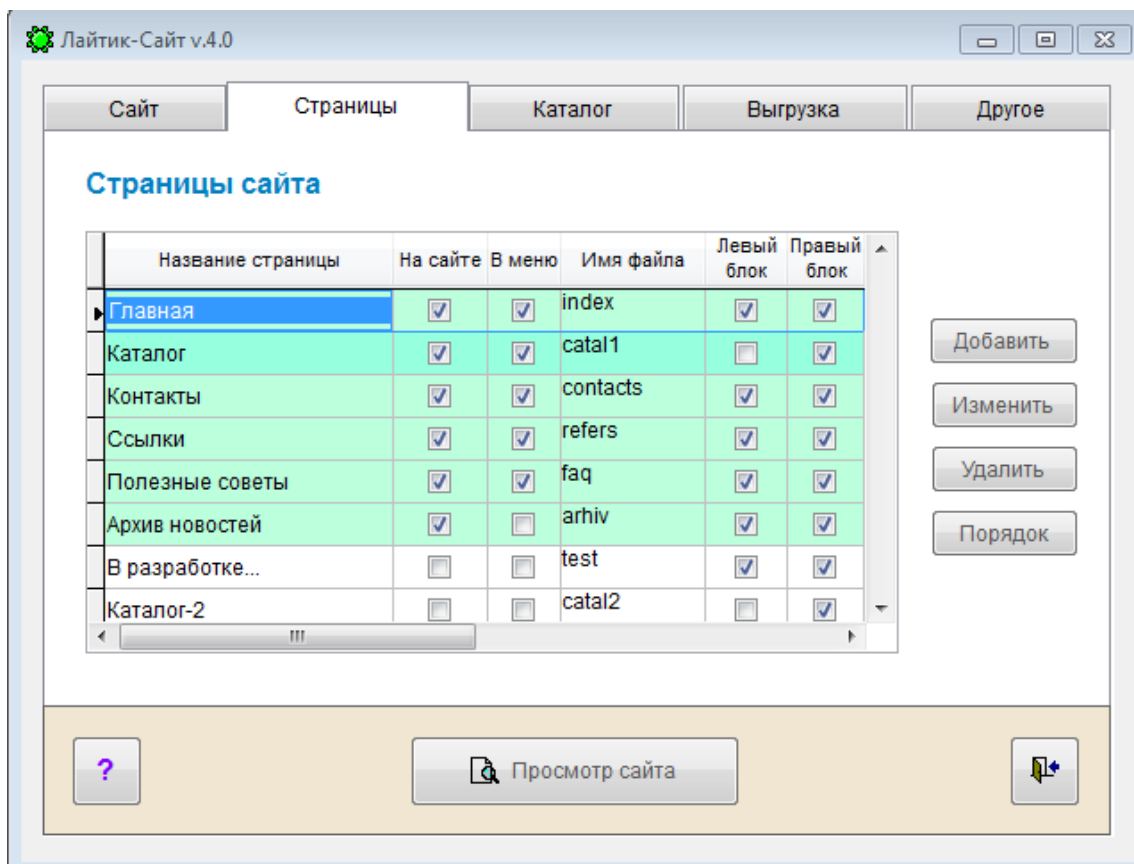 Лайтик-Сайт v.4.0
Сайт Страницы Каталог Выгрузка Другое
Страницы сайта
Название страницы На сайте В меню Имя файла Левый блок Правый блок
Главная index
Каталог catal1
Контакты contacts
Ссылки refers
Полезные советы faq
Архив новостей arhiv
В разработке... test
Каталог-2 catal2
Добавить
Изменить
Удалить
Порядок
? Просмотр сайта